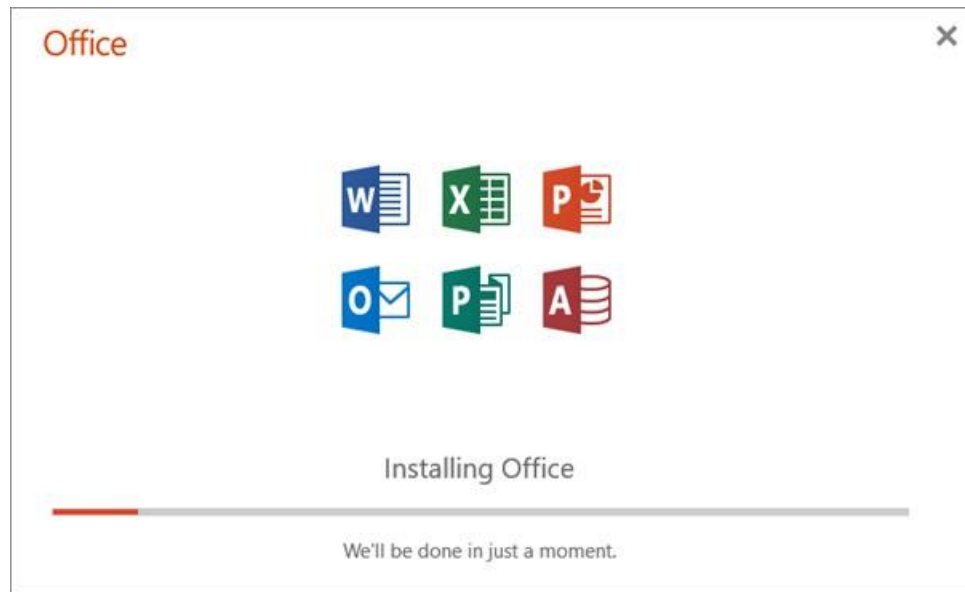 Office
W X P
O P A
Installing Office
We'll be done in just a moment.